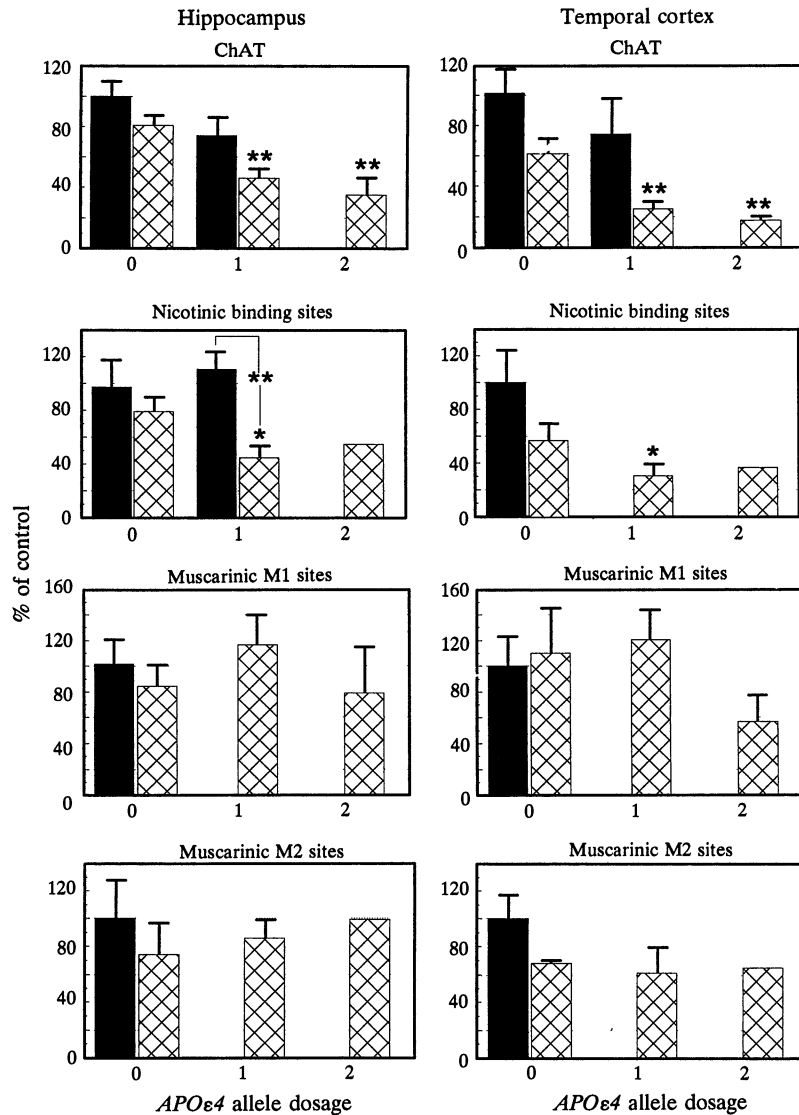 Hippocampus
ChAT
120
80
40
0
**
**
0 1 2
Temporal cortex
ChAT
120
80
40
0
**
**
0 1 2
Nicotinic binding sites
120
80
40
0
**
*
0 1 2
Nicotinic binding sites
120
80
40
0
*
0 1 2
% of control
Muscarinic M1 sites
160
120
80
40
0
0 1 2
Muscarinic M1 sites
160
120
80
40
0
0 1 2
Muscarinic M2 sites
120
80
40
0
0 1 2
APOε4 allele dosage
Muscarinic M2 sites
120
80
40
0
0 1 2
APOε4 allele dosage